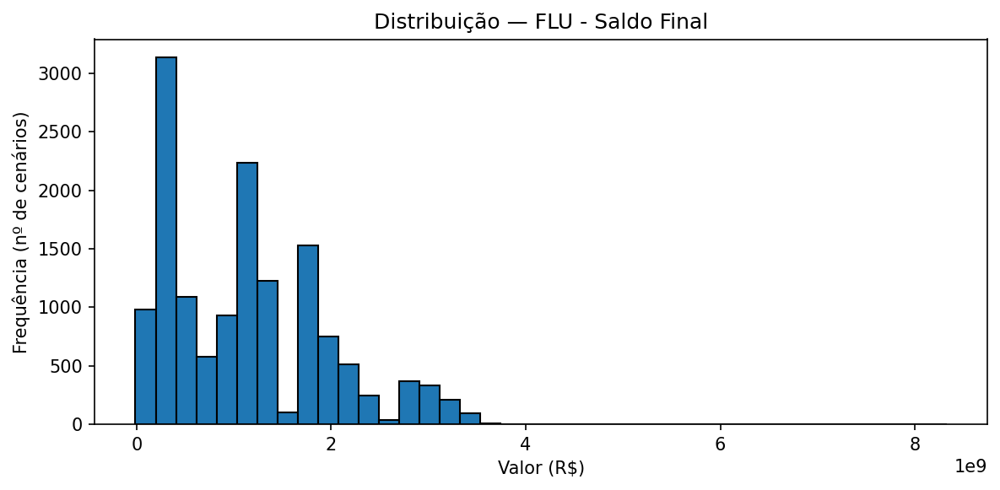 Distribuição — FLU - Saldo Final
Frequência (nº de cenários)
3000
2500
2000
1500
1000
500
0
0 2 4 6 8
1e9
Valor (R$)